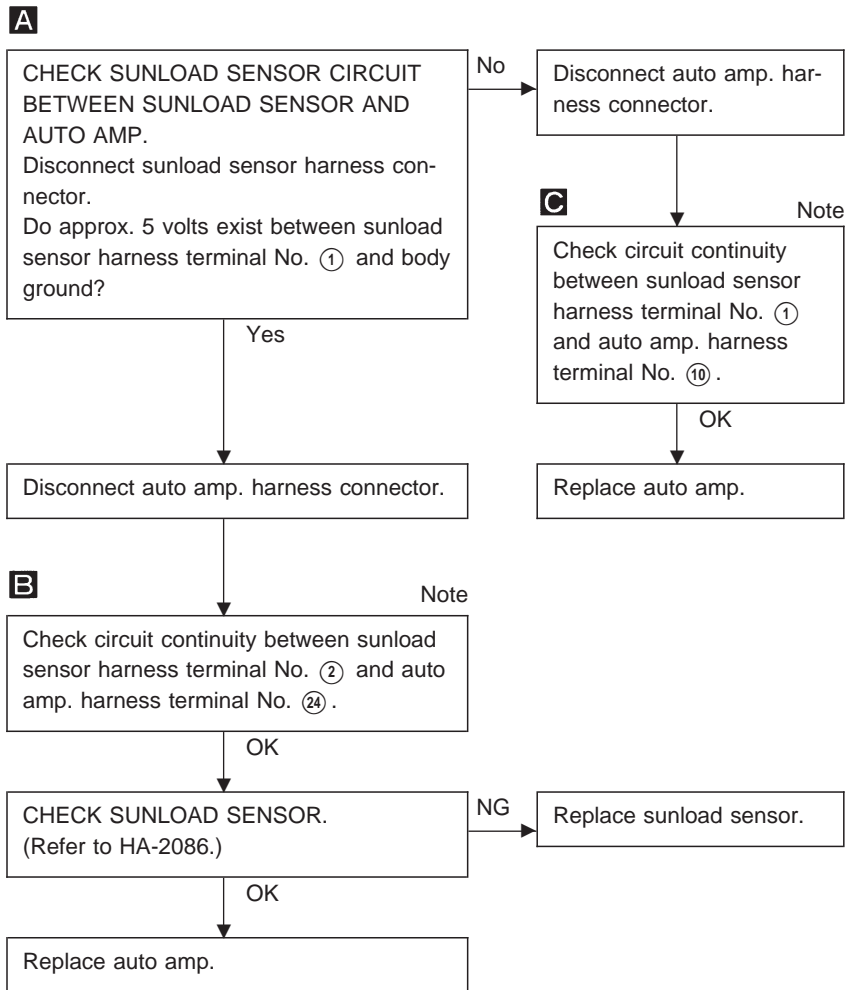 A
CHECK SUNLOAD SENSOR CIRCUIT
BETWEEN SUNLOAD SENSOR AND
AUTO AMP.
Disconnect sunload sensor harness con-
nector.
Do approx. 5 volts exist between sunload
sensor harness terminal No. ① and body
ground?
No
Disconnect auto amp. har-
ness connector.
C
Note
Check circuit continuity
between sunload sensor
harness terminal No. ①
and auto amp. harness
terminal No. ⑩ .
OK
Replace auto amp.
Yes
Disconnect auto amp. harness connector.
B
Note
Check circuit continuity between sunload
sensor harness terminal No. ② and auto
amp. harness terminal No. ㉔ .
OK
CHECK SUNLOAD SENSOR.
(Refer to HA-2086.)
NG
Replace sunload sensor.
OK
Replace auto amp.